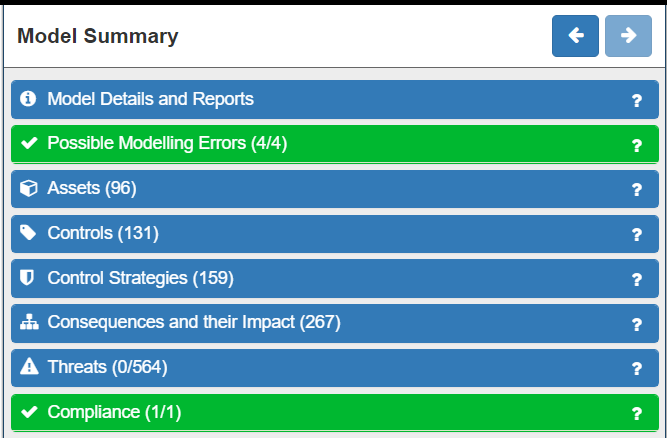 Model Summary
Model Details and Reports ?
Possible Modelling Errors (4/4) ?
Assets (96) ?
Controls (131) ?
Control Strategies (159) ?
Consequences and their Impact (267) ?
Threats (0/564) ?
Compliance (1/1) ?